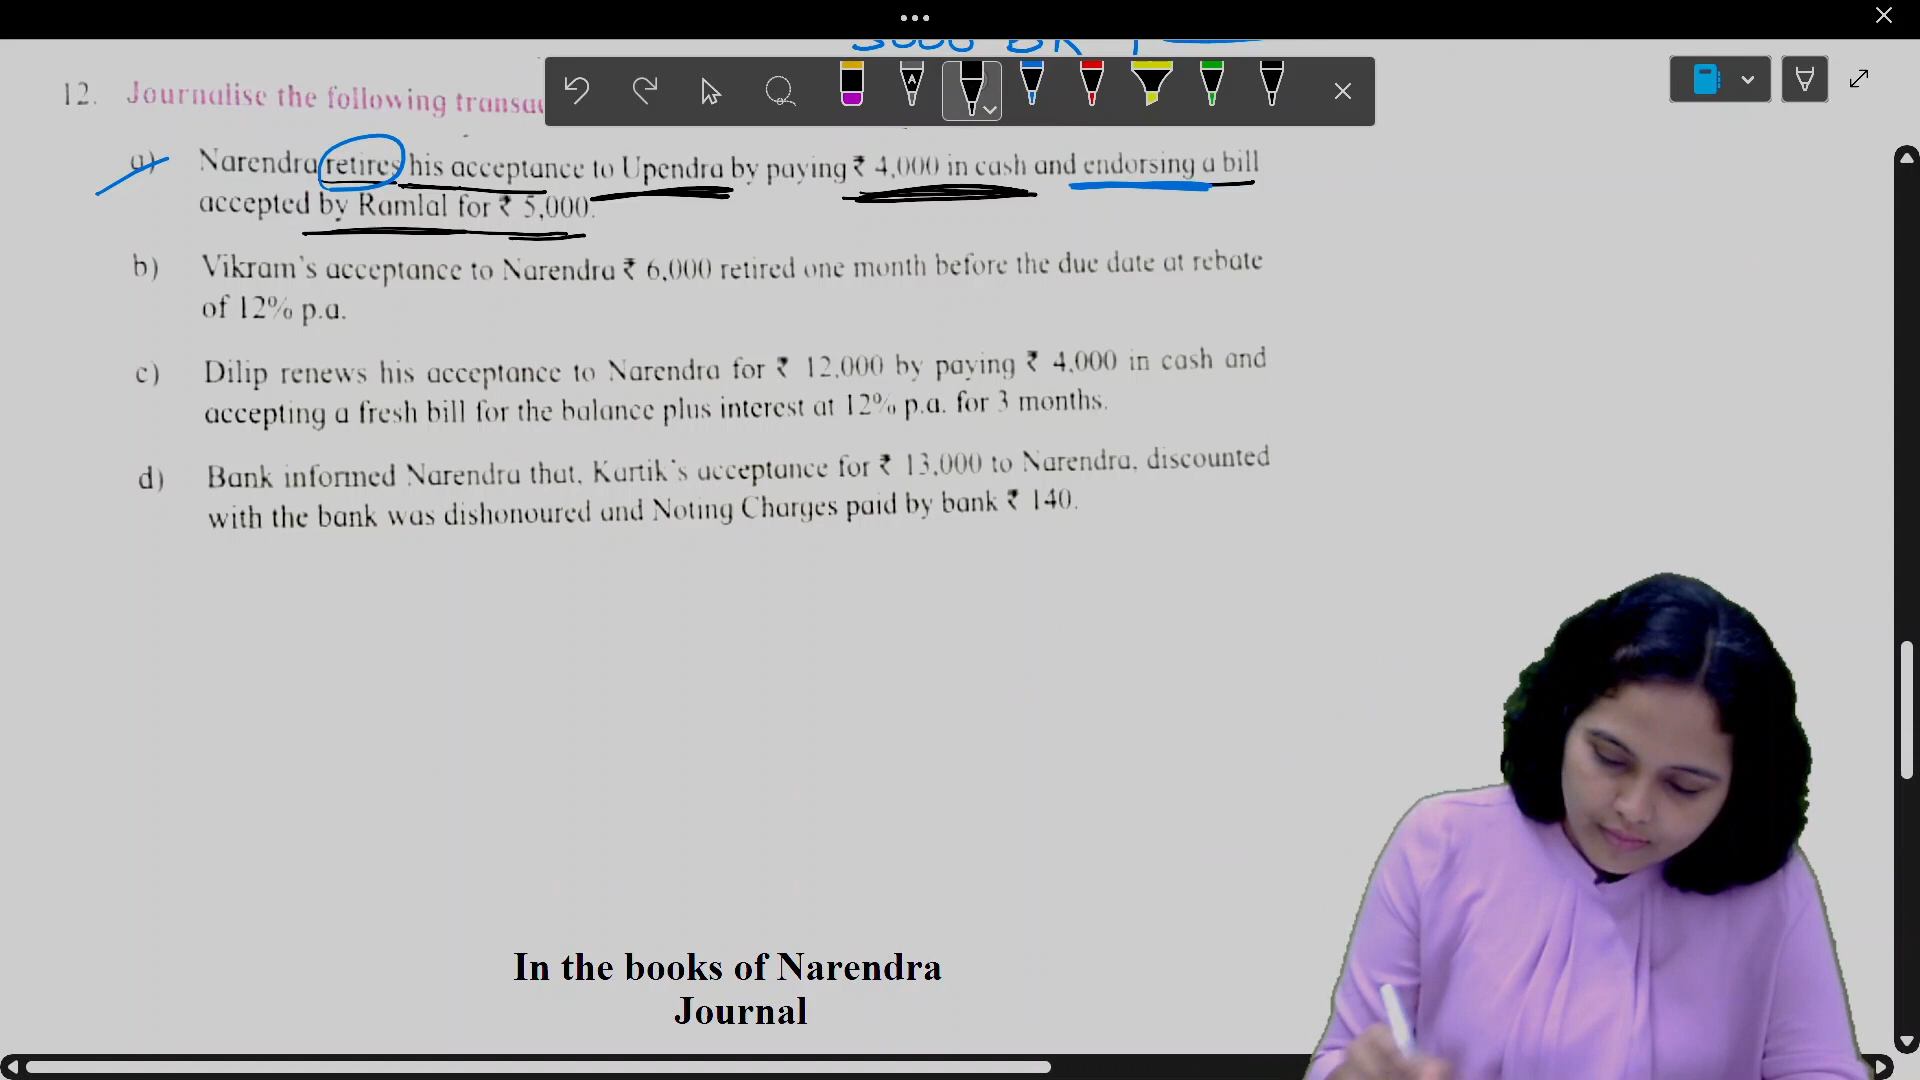 12. Journalise the following
a) Narendra retires his acceptance to Upendra by paying ₹ 4,000 in cash and endorsing a bill
accepted by Ramlal for ₹ 5,000.
b) Vikram's acceptance to Narendra ₹ 6,000 retired one month before the due date at rebate
of 12% p.a.
c) Dilip renews his acceptance to Narendra for ₹ 12,000 by paying ₹ 4,000 in cash and
accepting a fresh bill for the balance plus interest at 12% p.a. for 3 months.
d) Bank informed Narendra that, Kartik's acceptance for ₹ 13,000 to Narendra, discounted
with the bank was dishonoured and Noting Charges paid by bank ₹ 140.
In the books of Narendra
Journal